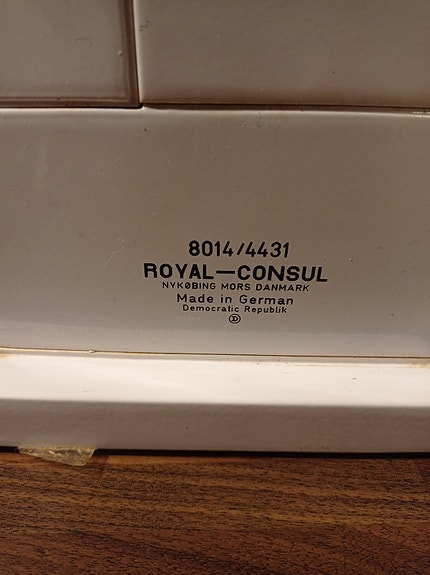 8014/4431
ROYAL—CONSUL
NYKØBING MORS DANMARK
Made in German
Democratic Republik
D